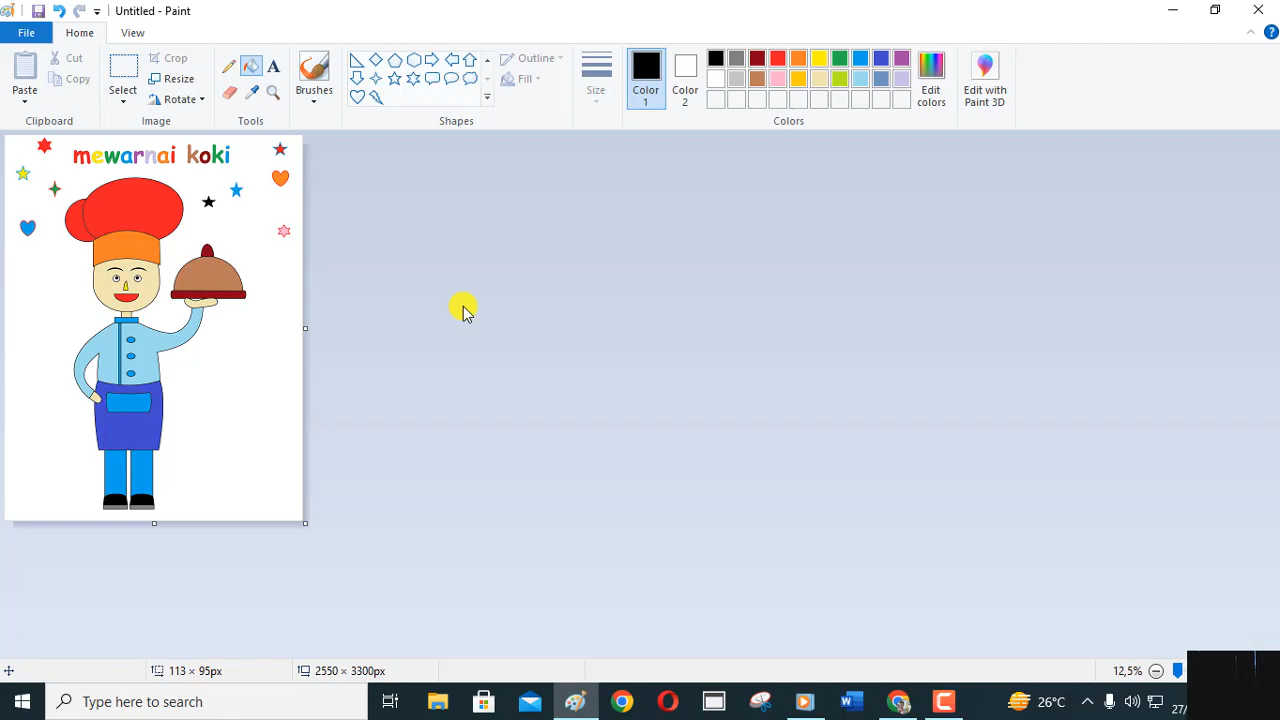 Untitled - Paint
File
Home
View
Paste
Cut
Copy
Clipboard
Select
Crop
Resize
Rotate
Image
A
Tools
Brushes
Outline
Fill
Shapes
Size
Color 1
Color 2
Edit colors
Colors
Edit with Paint 3D
?
mewarnai koki
113 × 95px
2550 × 3300px
12,5%
Type here to search
26°C
27/